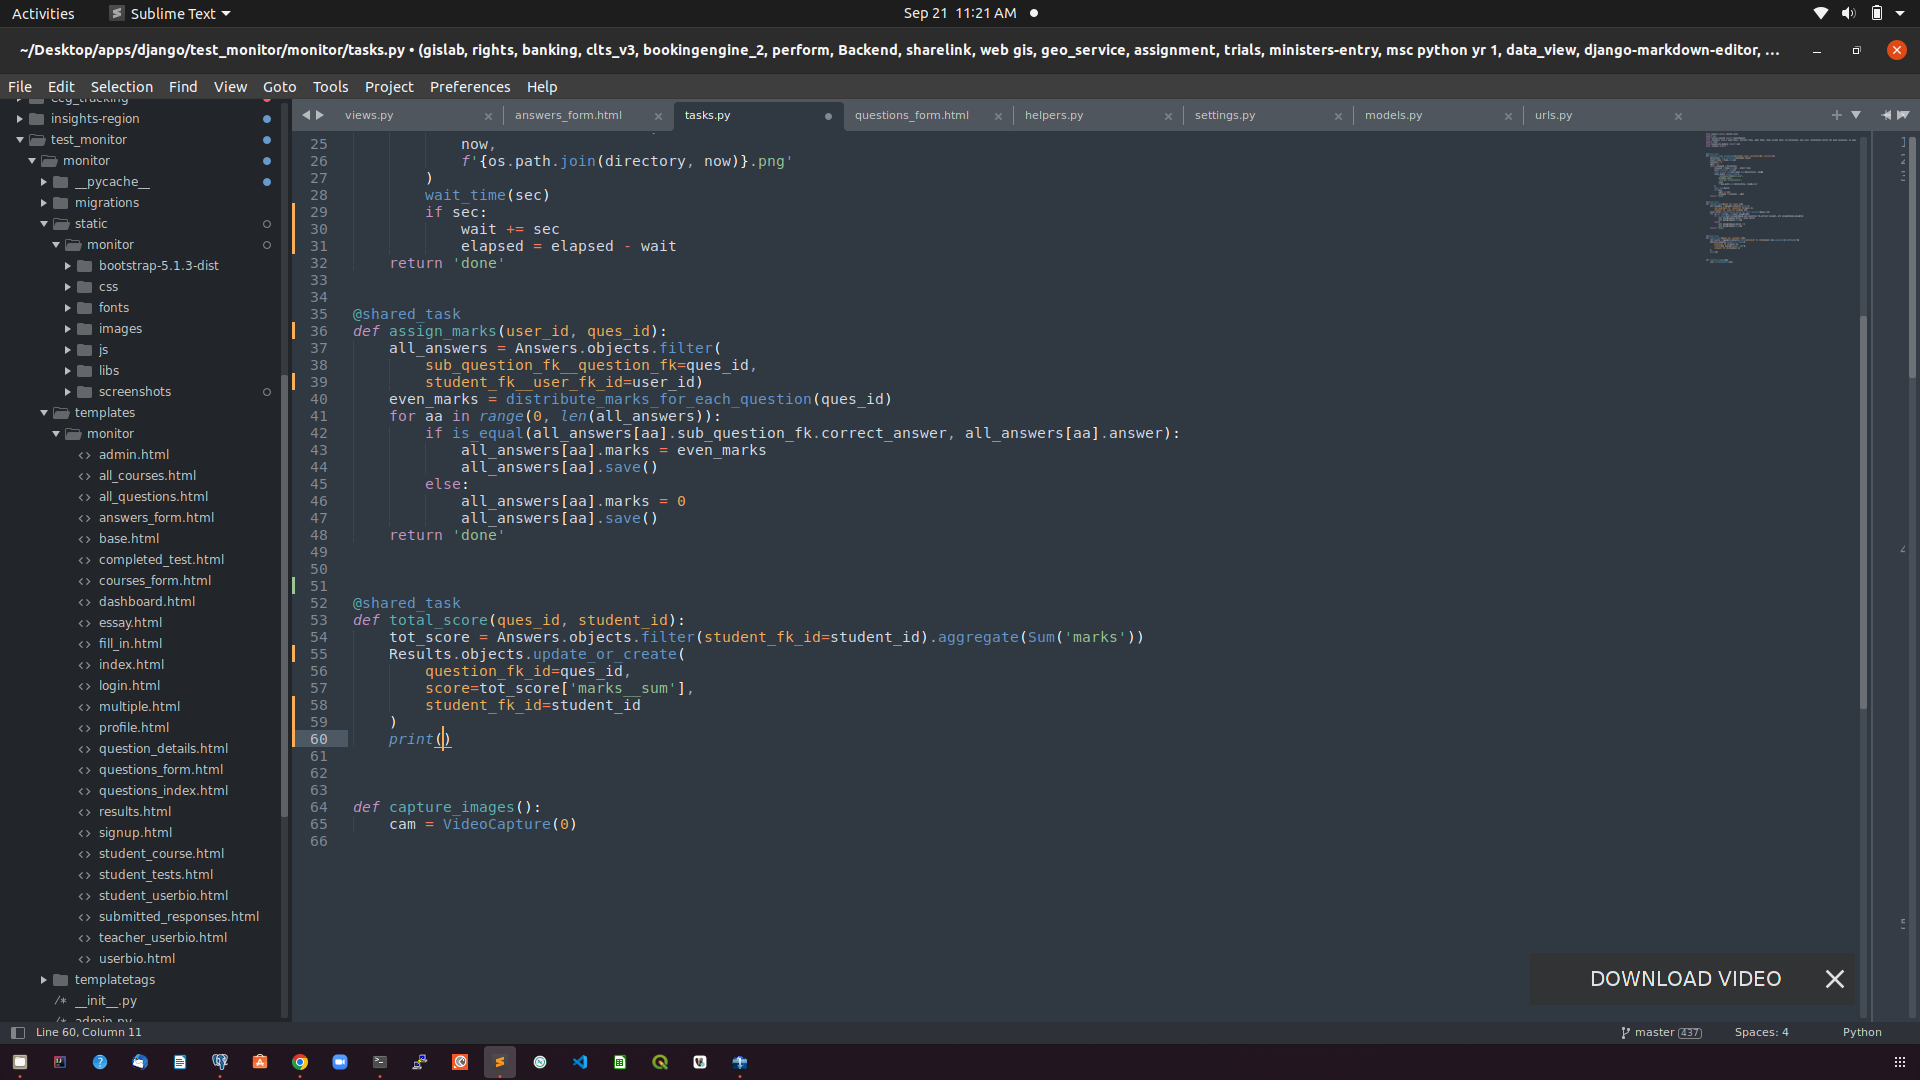 Activities
Sublime Text
Sep 21 11:21 AM
~/Desktop/apps/django/test_monitor/monitor/tasks.py • (gislab, rights, banking, clts_v3, bookingengine_2, perform, Backend, sharelink, web gis, geo_service, assignment, trials, ministers-entry, msc python yr 1, data_view, django-markdown-editor, ...
File Edit Selection Find View Goto Tools Project Preferences Help
insights-region
test_monitor
monitor
__pycache__
migrations
static
monitor
bootstrap-5.1.3-dist
css
fonts
images
js
libs
screenshots
templates
monitor
<> admin.html
<> all_courses.html
<> all_questions.html
<> answers_form.html
<> base.html
<> completed_test.html
<> courses_form.html
<> dashboard.html
<> essay.html
<> fill_in.html
<> index.html
<> login.html
<> multiple.html
<> profile.html
<> question_details.html
<> questions_form.html
<> questions_index.html
<> results.html
<> signup.html
<> student_course.html
<> student_tests.html
<> student_userbio.html
<> submitted_responses.html
<> teacher_userbio.html
<> userbio.html
templatetags
/* __init__.py
/* admin.py
views.py answers_form.html tasks.py questions_form.html helpers.py settings.py models.py urls.py
25 now,
26 f'{os.path.join(directory, now)}.png'
27 )
28 wait_time(sec)
29 if sec:
30 wait += sec
31 elapsed = elapsed - wait
32 return 'done'
33
34
35 @shared_task
36 def assign_marks(user_id, ques_id):
37 all_answers = Answers.objects.filter(
38 sub_question_fk__question_fk=ques_id,
39 student_fk__user_fk_id=user_id)
40 even_marks = distribute_marks_for_each_question(ques_id)
41 for aa in range(0, len(all_answers)):
42 if is_equal(all_answers[aa].sub_question_fk.correct_answer, all_answers[aa].answer):
43 all_answers[aa].marks = even_marks
44 all_answers[aa].save()
45 else:
46 all_answers[aa].marks = 0
47 all_answers[aa].save()
48 return 'done'
49
50
51
52 @shared_task
53 def total_score(ques_id, student_id):
54 tot_score = Answers.objects.filter(student_fk_id=student_id).aggregate(Sum('marks'))
55 Results.objects.update_or_create(
56 question_fk_id=ques_id,
57 score=tot_score['marks__sum'],
58 student_fk_id=student_id
59 )
60 print()
61
62
63
64 def capture_images():
65 cam = VideoCapture(0)
66
DOWNLOAD VIDEO
Line 60, Column 11
master 437
Spaces: 4
Python